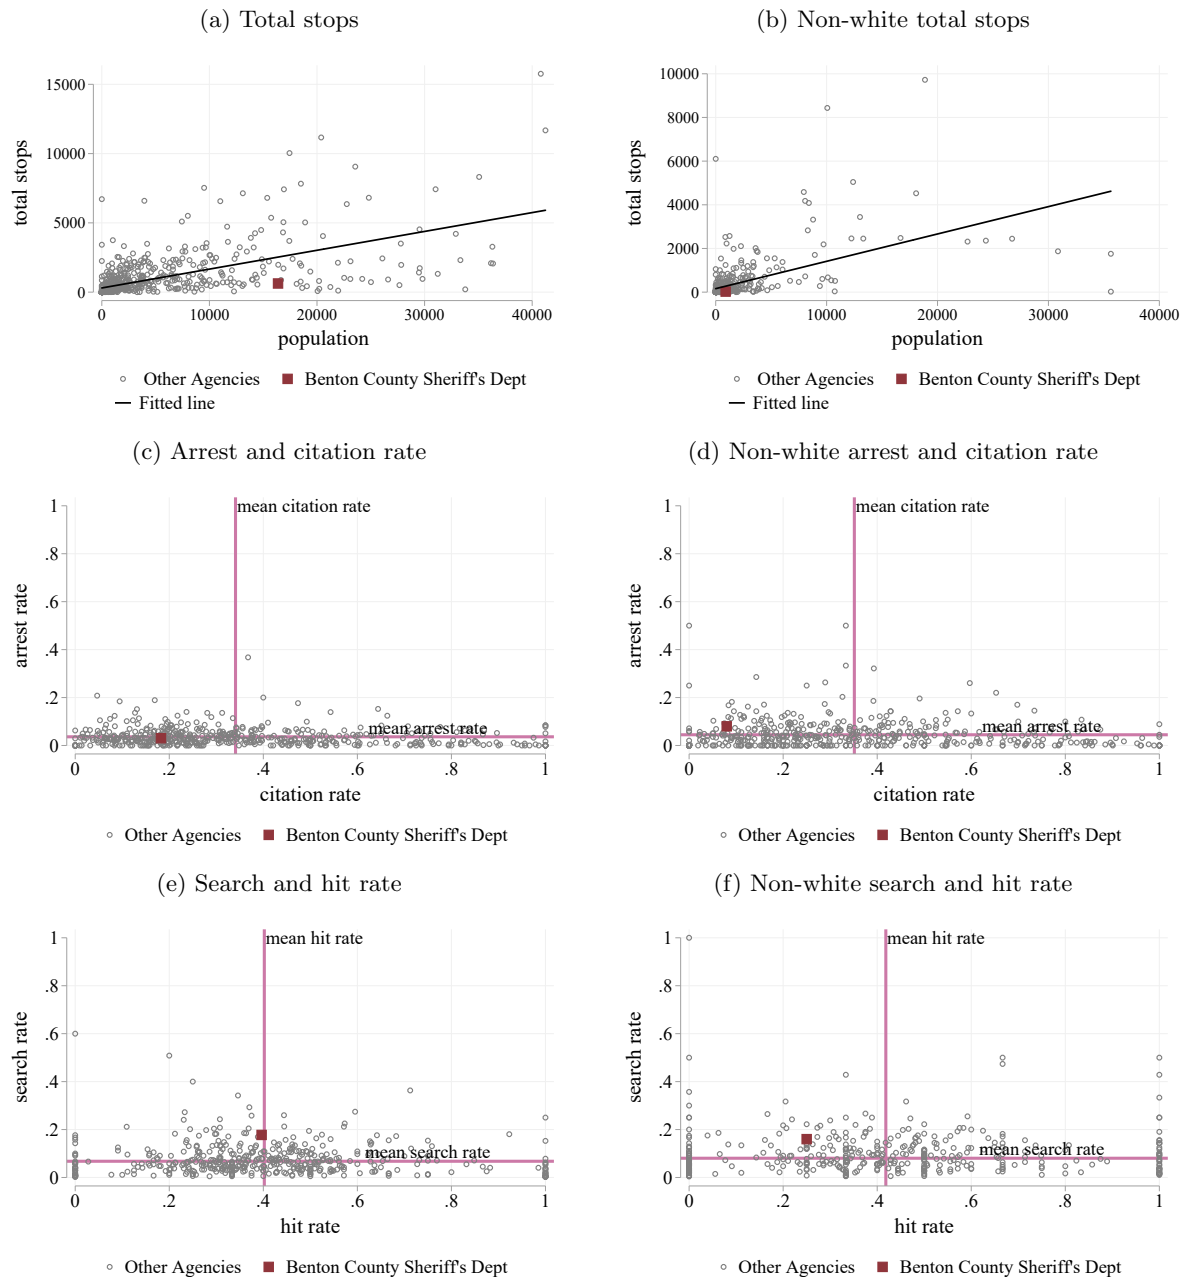 (a) Total stops
(b) Non-white total stops
total stops
15000
10000
5000
0
0 10000 20000 30000 40000
population
Other Agencies Benton County Sheriff's Dept
Fitted line
total stops
10000
8000
6000
4000
2000
0
0 10000 20000 30000 40000
population
Other Agencies Benton County Sheriff's Dept
Fitted line
(c) Arrest and citation rate
(d) Non-white arrest and citation rate
arrest rate
1
.8
.6
.4
.2
0
mean citation rate
mean arrest rate
0 .2 .4 .6 .8 1
citation rate
Other Agencies Benton County Sheriff's Dept
arrest rate
1
.8
.6
.4
.2
0
mean citation rate
mean arrest rate
0 .2 .4 .6 .8 1
citation rate
Other Agencies Benton County Sheriff's Dept
(e) Search and hit rate
(f) Non-white search and hit rate
search rate
1
.8
.6
.4
.2
0
mean hit rate
mean search rate
0 .2 .4 .6 .8 1
hit rate
Other Agencies Benton County Sheriff's Dept
search rate
1
.8
.6
.4
.2
0
mean hit rate
mean search rate
0 .2 .4 .6 .8 1
hit rate
Other Agencies Benton County Sheriff's Dept